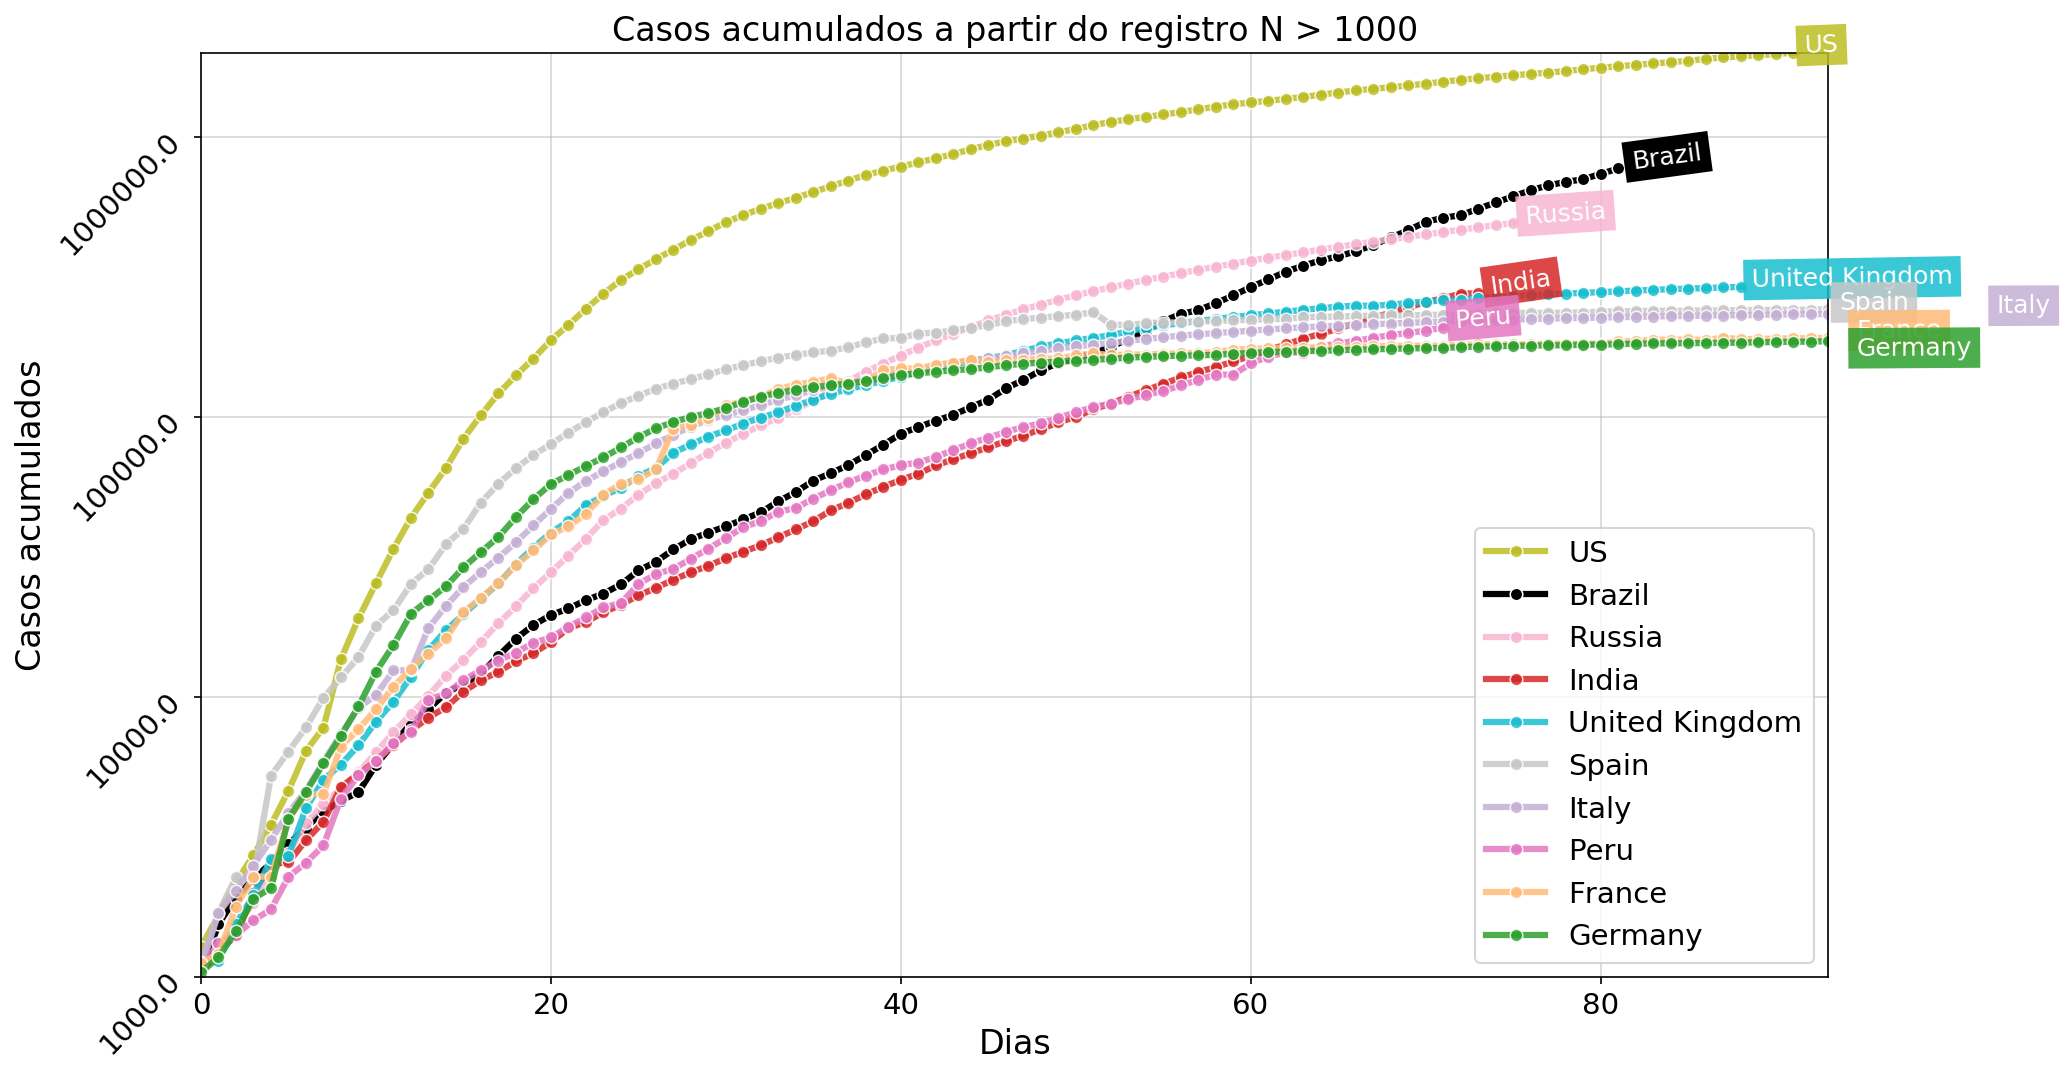 Casos acumulados a partir do registro N > 1000
US
Brazil
Russia
India
United Kingdom
Spain
Italy
Peru
France
Germany
1000000.0
100000.0
10000.0
1000.0
Casos acumulados
US
Brazil
Russia
India
United Kingdom
Spain
Italy
Peru
France
Germany
0
20
40
60
80
Dias